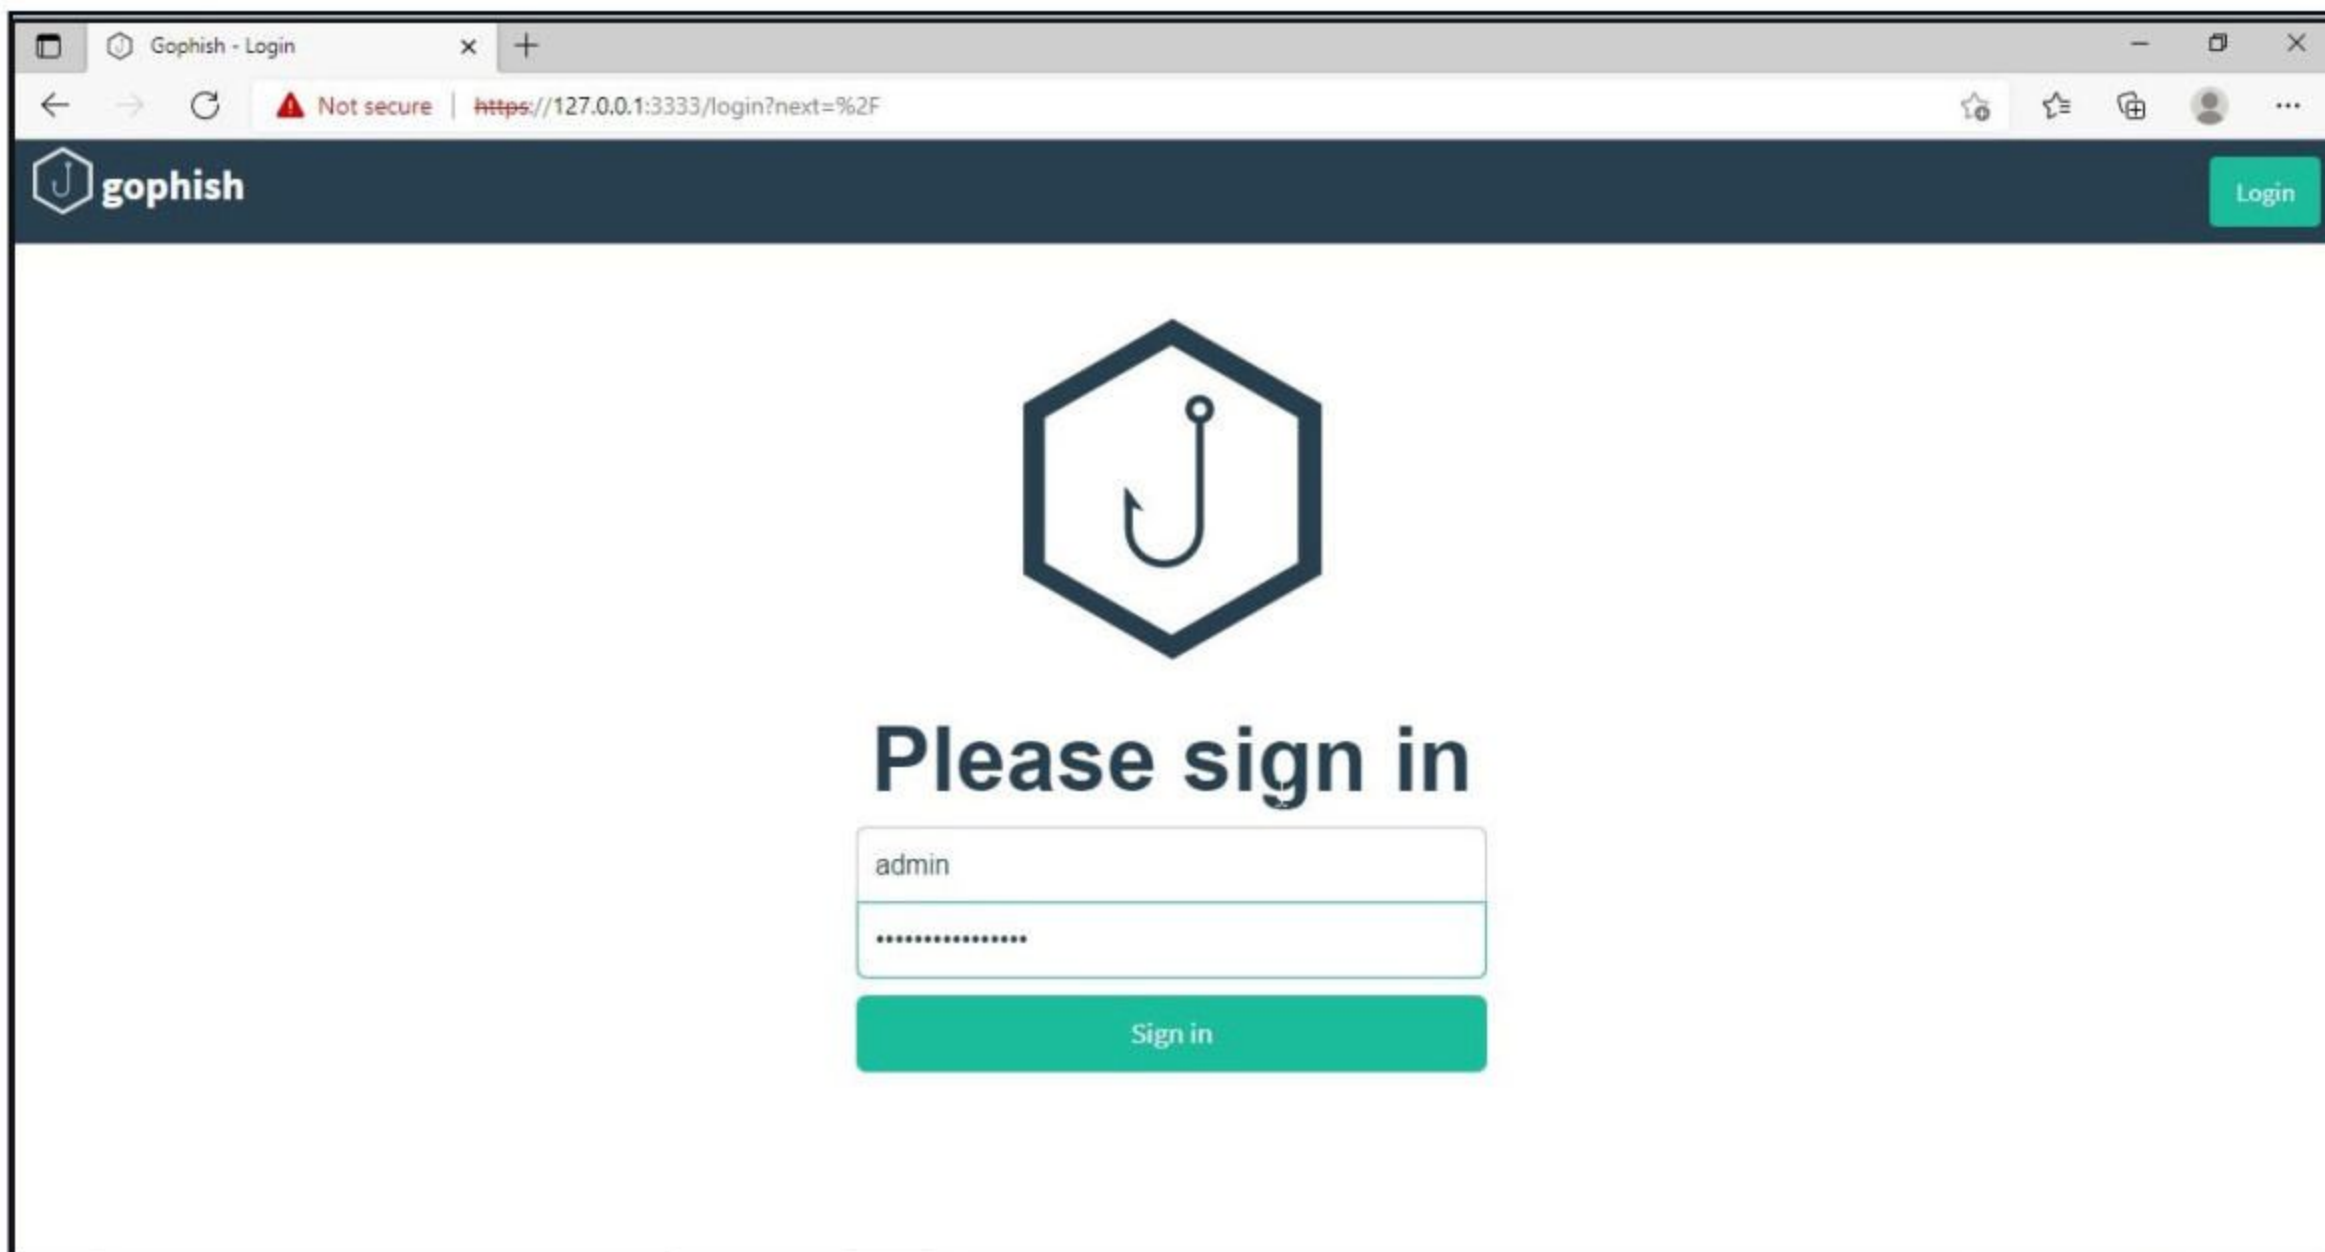 Gophish - Login
Not secure | https://127.0.0.1:3333/login?next=%2F
gophish
Login
Please sign in
admin
••••••••••••••••
Sign in